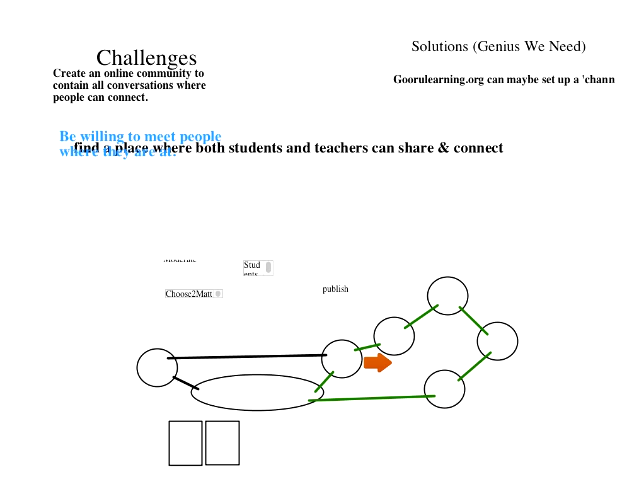 Challenges
Solutions (Genius We Need)
Create an online community to
contain all conversations where
people can connect.
Goorulearning.org can maybe set up a 'chann
Be willing to meet people
where they are at.
find a place where both students and teachers can share & connect
Stud
ents
Choose2Matt
publish